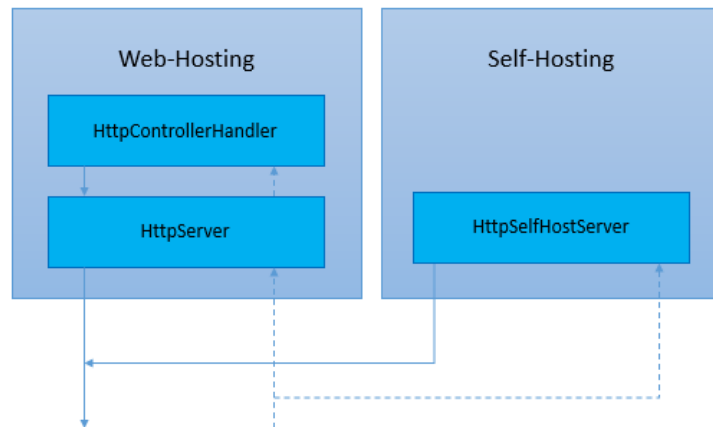 Web-Hosting
HttpControllerHandler
HttpServer
Self-Hosting
HttpSelfHostServer